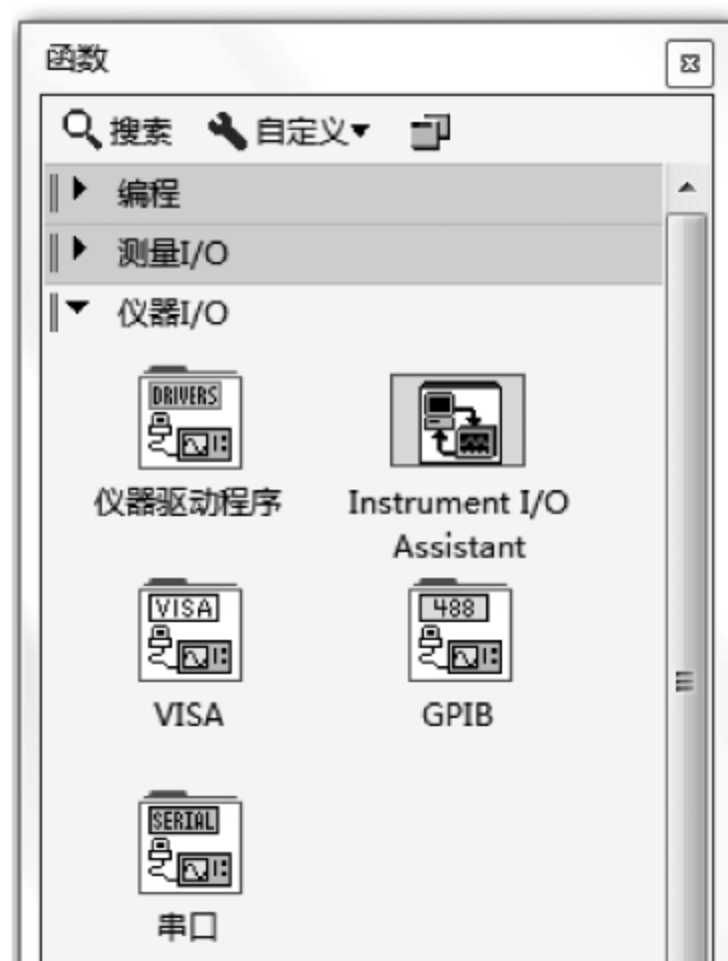 函数
搜索 自定义
编程
测量I/O
仪器I/O
DRIVERS
仪器驱动程序
Instrument I/O
Assistant
VISA
VISA
488
GPIB
SERIAL
串口